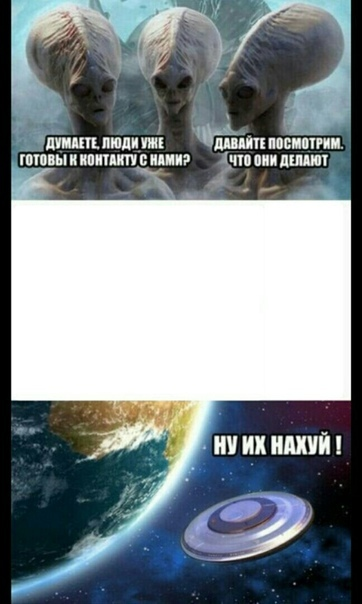 ДУМАЕТЕ, ЛЮДИ УЖЕ
ГОТОВЫ К КОНТАКТУ С НАМИ?
ДАВАЙТЕ ПОСМОТРИМ.
ЧТО ОНИ ДЕЛАЮТ
НУ ИХ НАХУЙ !